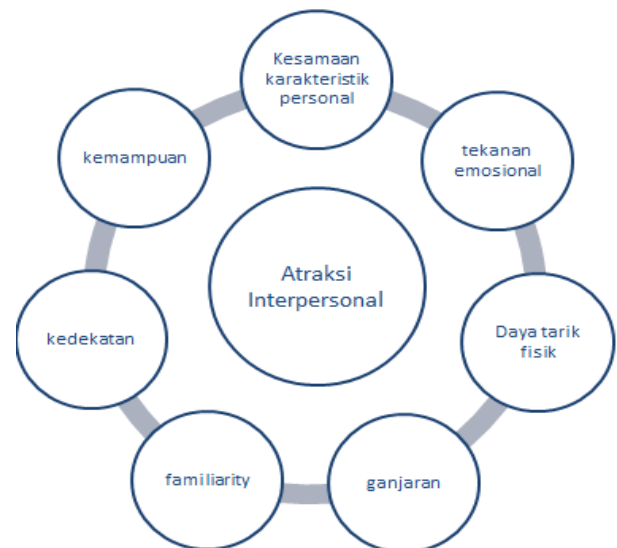 Kesamaan
karakteristik
personal
tekanan
emosional
Daya tarik
fisik
ganjaran
familiarity
kedekatan
kemampuan
Atraksi
Interpersonal